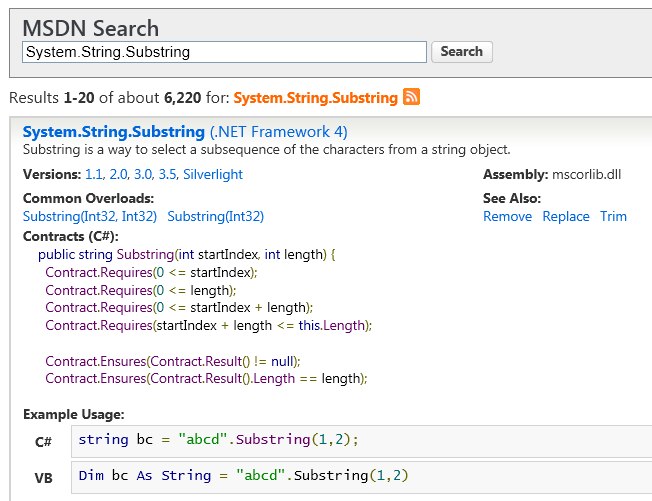 MSDN Search
System.String.Substring
Search
Results 1-20 of about 6,220 for: System.String.Substring
System.String.Substring (.NET Framework 4)
Substring is a way to select a subsequence of the characters from a string object.
Versions: 1.1, 2.0, 3.0, 3.5, Silverlight
Assembly: mscorlib.dll
Common Overloads:
See Also:
Substring(Int32, Int32) Substring(Int32)
Remove Replace Trim
Contracts (C#):
public string Substring(int startIndex, int length) {
Contract.Requires(0 <= startIndex);
Contract.Requires(0 <= length);
Contract.Requires(0 <= startIndex + length);
Contract.Requires(startIndex + length <= this.Length);
Contract.Ensures(Contract.Result() != null);
Contract.Ensures(Contract.Result().Length == length);
Example Usage:
C# string bc = "abcd".Substring(1,2);
VB Dim bc As String = "abcd".Substring(1,2)